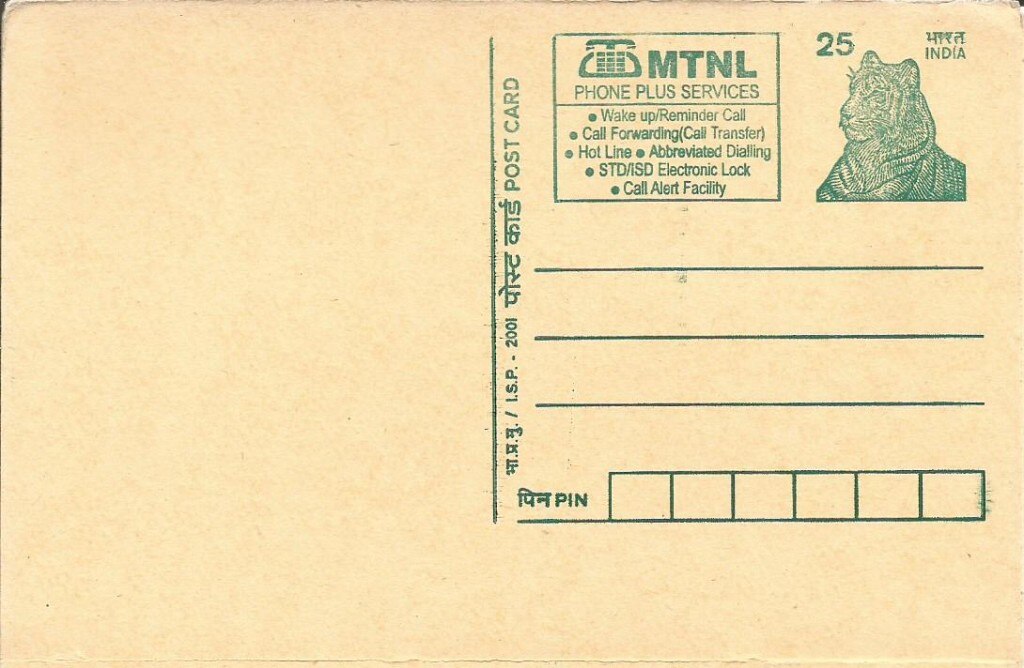 MTNL
PHONE PLUS SERVICES
• Wake up/Reminder Call
• Call Forwarding(Call Transfer)
• Hot Line • Abbreviated Dialling
• STD/ISD Electronic Lock
• Call Alert Facility
25
भारत
INDIA
भा.प्र.मु. / I.S.P. - 2001 पोस्ट कार्ड POST CARD
पिन PIN